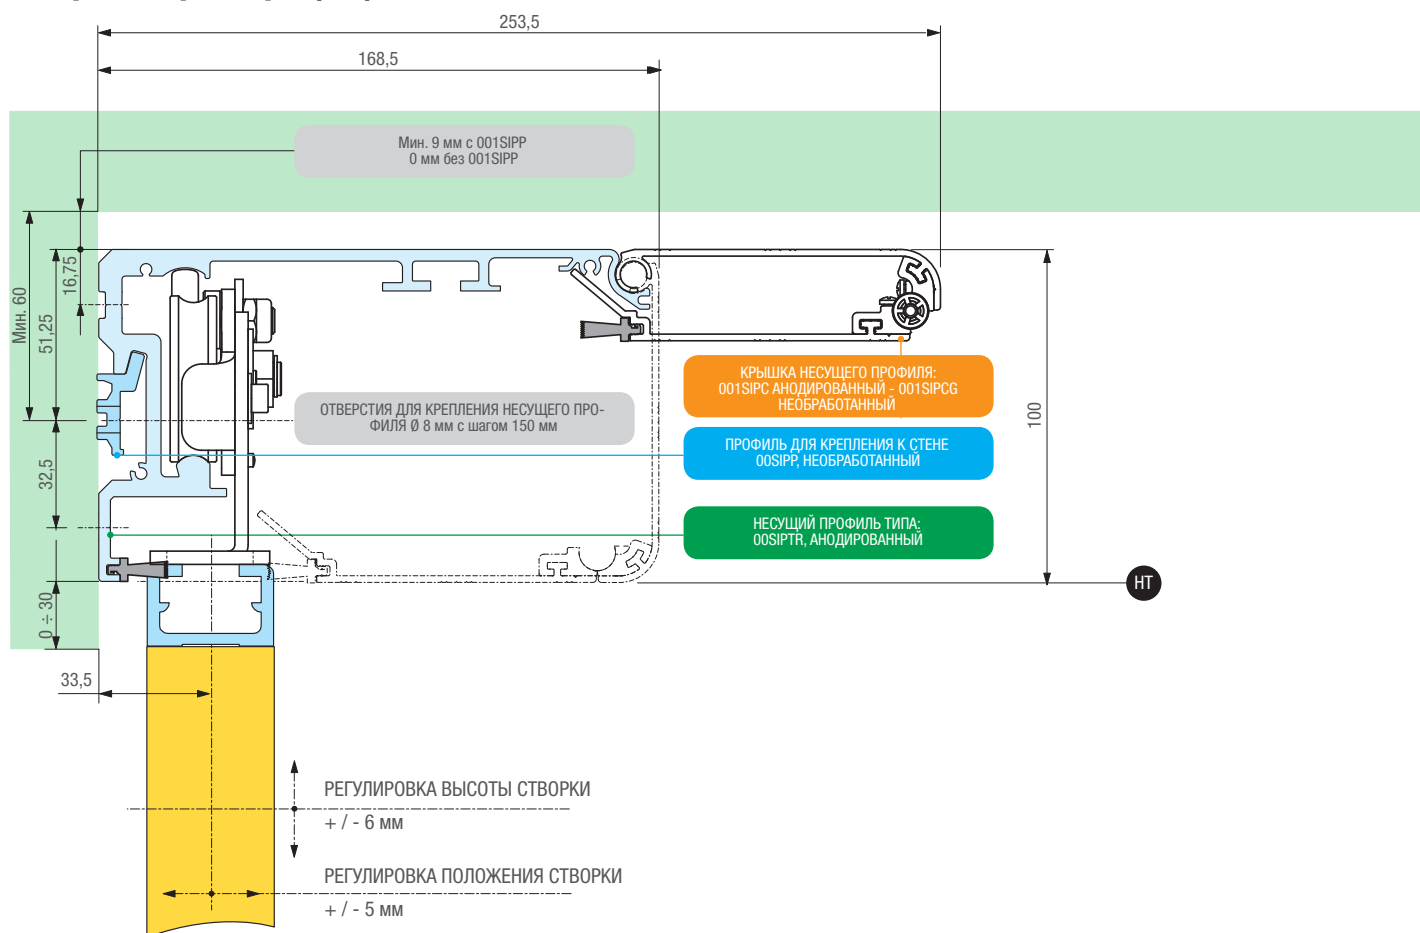 253,5
168,5
Мин. 9 мм с 001SIPP
0 мм без 001SIPP
16,75
Мин. 60
51,25
КРЫШКА НЕСУЩЕГО ПРОФИЛЯ:
001SIPC АНОДИРОВАННЫЙ - 001SIPCG
НЕОБРАБОТАННЫЙ
ОТВЕРСТИЯ ДЛЯ КРЕПЛЕНИЯ НЕСУЩЕГО ПРО-
ФИЛЯ Ø 8 мм с шагом 150 мм
100
ПРОФИЛЬ ДЛЯ КРЕПЛЕНИЯ К СТЕНЕ
00SIPP, НЕОБРАБОТАННЫЙ
32,5
НЕСУЩИЙ ПРОФИЛЬ ТИПА:
00SIPTR, АНОДИРОВАННЫЙ
HT
0 ÷ 30
33,5
РЕГУЛИРОВКА ВЫСОТЫ СТВОРКИ
+ / - 6 мм
РЕГУЛИРОВКА ПОЛОЖЕНИЯ СТВОРКИ
+ / - 5 мм